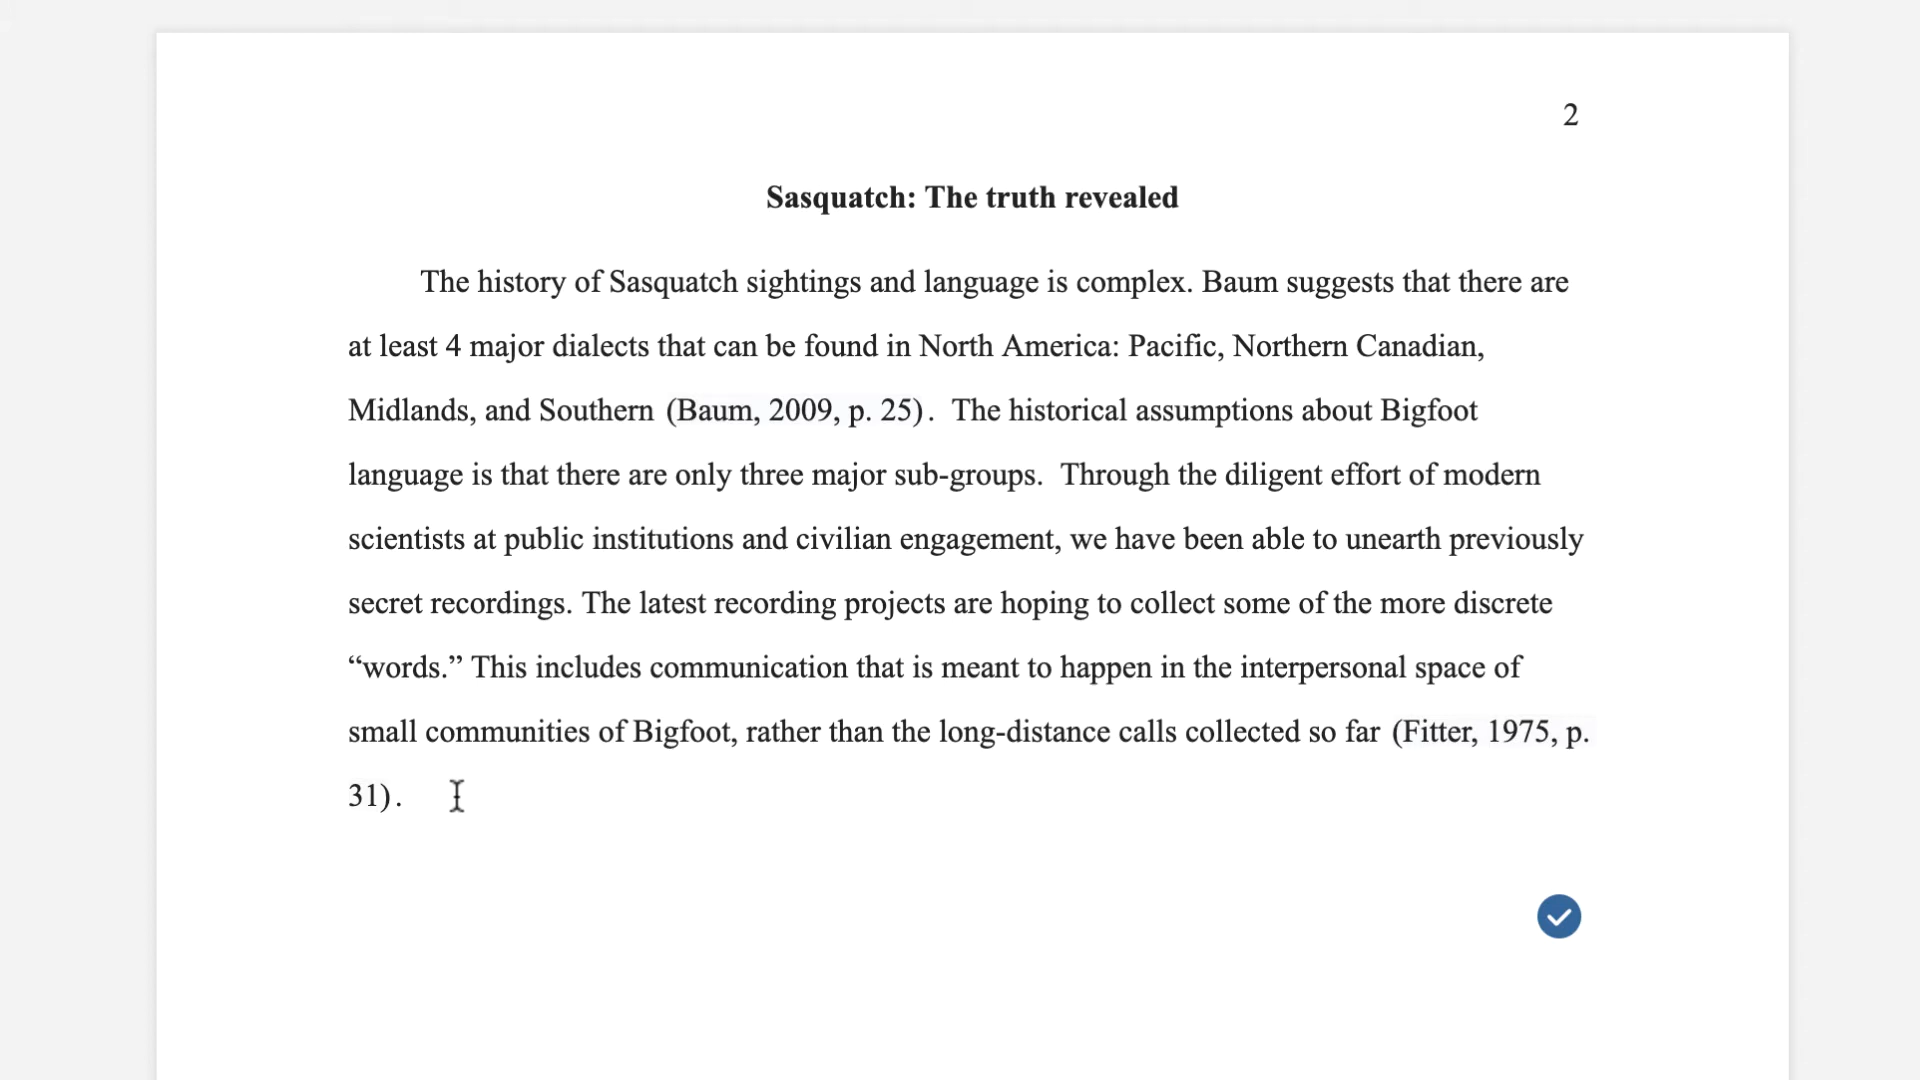 2
Sasquatch: The truth revealed
The history of Sasquatch sightings and language is complex. Baum suggests that there are
at least 4 major dialects that can be found in North America: Pacific, Northern Canadian,
Midlands, and Southern (Baum, 2009, p. 25).  The historical assumptions about Bigfoot
language is that there are only three major sub-groups.  Through the diligent effort of modern
scientists at public institutions and civilian engagement, we have been able to unearth previously
secret recordings. The latest recording projects are hoping to collect some of the more discrete
“words.” This includes communication that is meant to happen in the interpersonal space of
small communities of Bigfoot, rather than the long-distance calls collected so far (Fitter, 1975, p.
31).